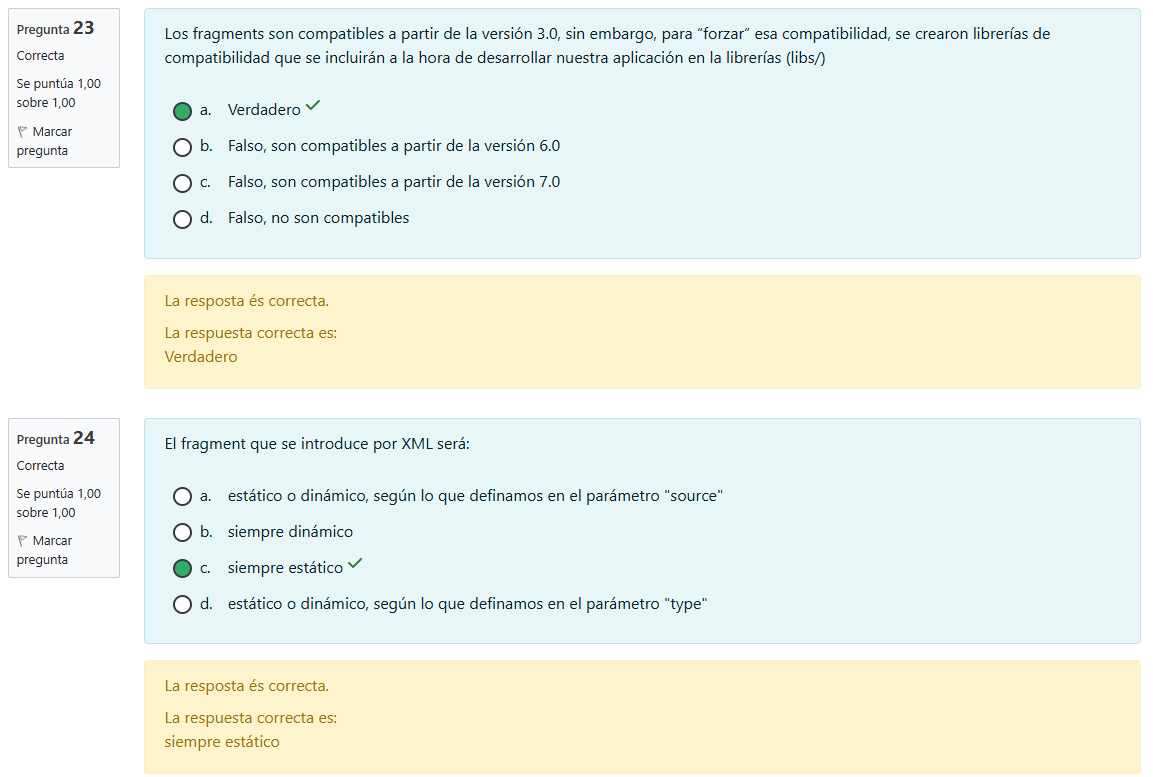 Pregunta 23
Correcta
Se puntúa 1,00
sobre 1,00
Marcar
pregunta
Los fragments son compatibles a partir de la versión 3.0, sin embargo, para “forzar” esa compatibilidad, se crearon librerías de
compatibilidad que se incluirán a la hora de desarrollar nuestra aplicación en la librerías (libs/)
a. Verdadero
b. Falso, son compatibles a partir de la versión 6.0
c. Falso, son compatibles a partir de la versión 7.0
d. Falso, no son compatibles
La resposta és correcta.
La respuesta correcta es:
Verdadero
Pregunta 24
Correcta
Se puntúa 1,00
sobre 1,00
Marcar
pregunta
El fragment que se introduce por XML será:
a. estático o dinámico, según lo que definamos en el parámetro "source"
b. siempre dinámico
c. siempre estático
d. estático o dinámico, según lo que definamos en el parámetro "type"
La resposta és correcta.
La respuesta correcta es:
siempre estático